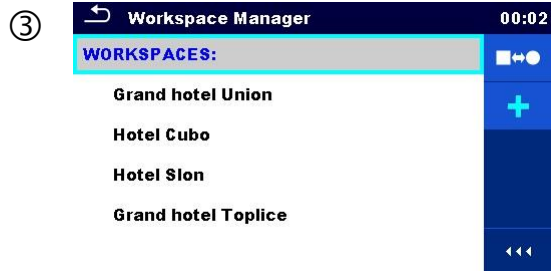 ③
Workspace Manager 00:02
WORKSPACES:
Grand hotel Union
Hotel Cubo
Hotel Slon
Grand hotel Toplice